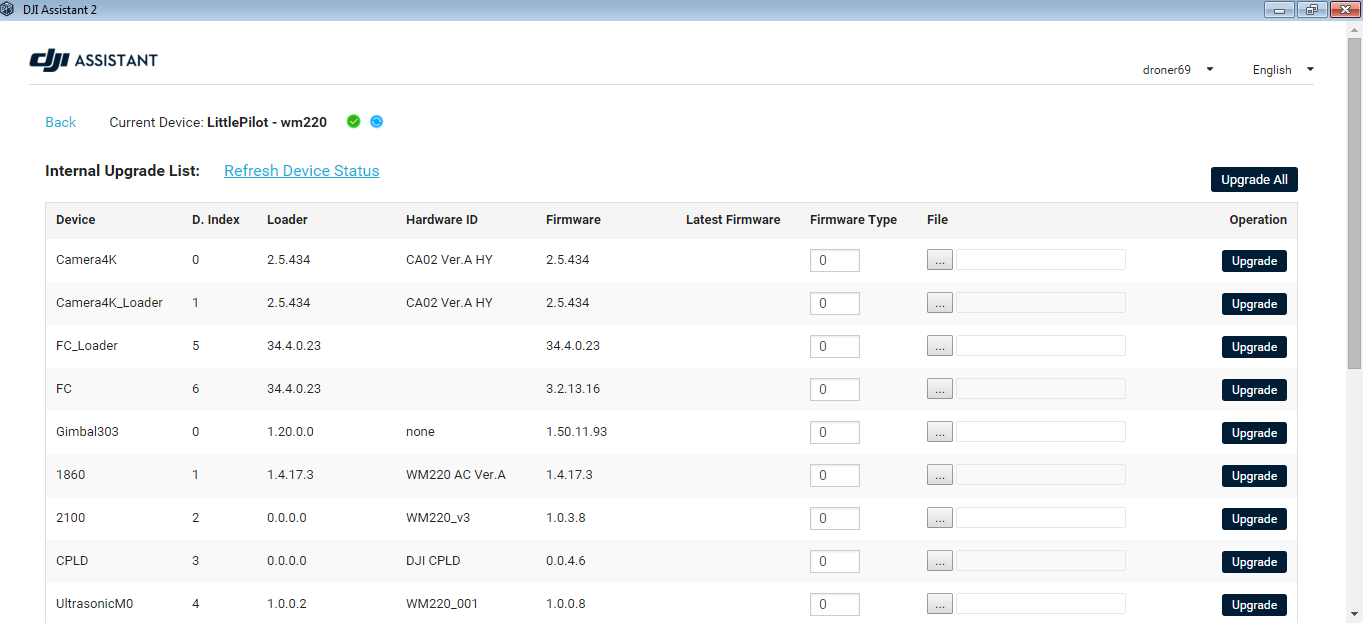 DJI Assistant 2
dji ASSISTANT
droner69 English
Back Current Device: LittlePilot - wm220
Internal Upgrade List: Refresh Device Status
Upgrade All
Device D. Index Loader Hardware ID Firmware Latest Firmware Firmware Type File Operation
Camera4K 0 2.5.434 CA02 Ver.A HY 2.5.434 0 ... Upgrade
Camera4K_Loader 1 2.5.434 CA02 Ver.A HY 2.5.434 0 ... Upgrade
FC_Loader 5 34.4.0.23 34.4.0.23 0 ... Upgrade
FC 6 34.4.0.23 3.2.13.16 0 ... Upgrade
Gimbal303 0 1.20.0.0 none 1.50.11.93 0 ... Upgrade
1860 1 1.4.17.3 WM220 AC Ver.A 1.4.17.3 0 ... Upgrade
2100 2 0.0.0.0 WM220_v3 1.0.3.8 0 ... Upgrade
CPLD 3 0.0.0.0 DJI CPLD 0.0.4.6 0 ... Upgrade
UltrasonicM0 4 1.0.0.2 WM220_001 1.0.0.8 0 ... Upgrade